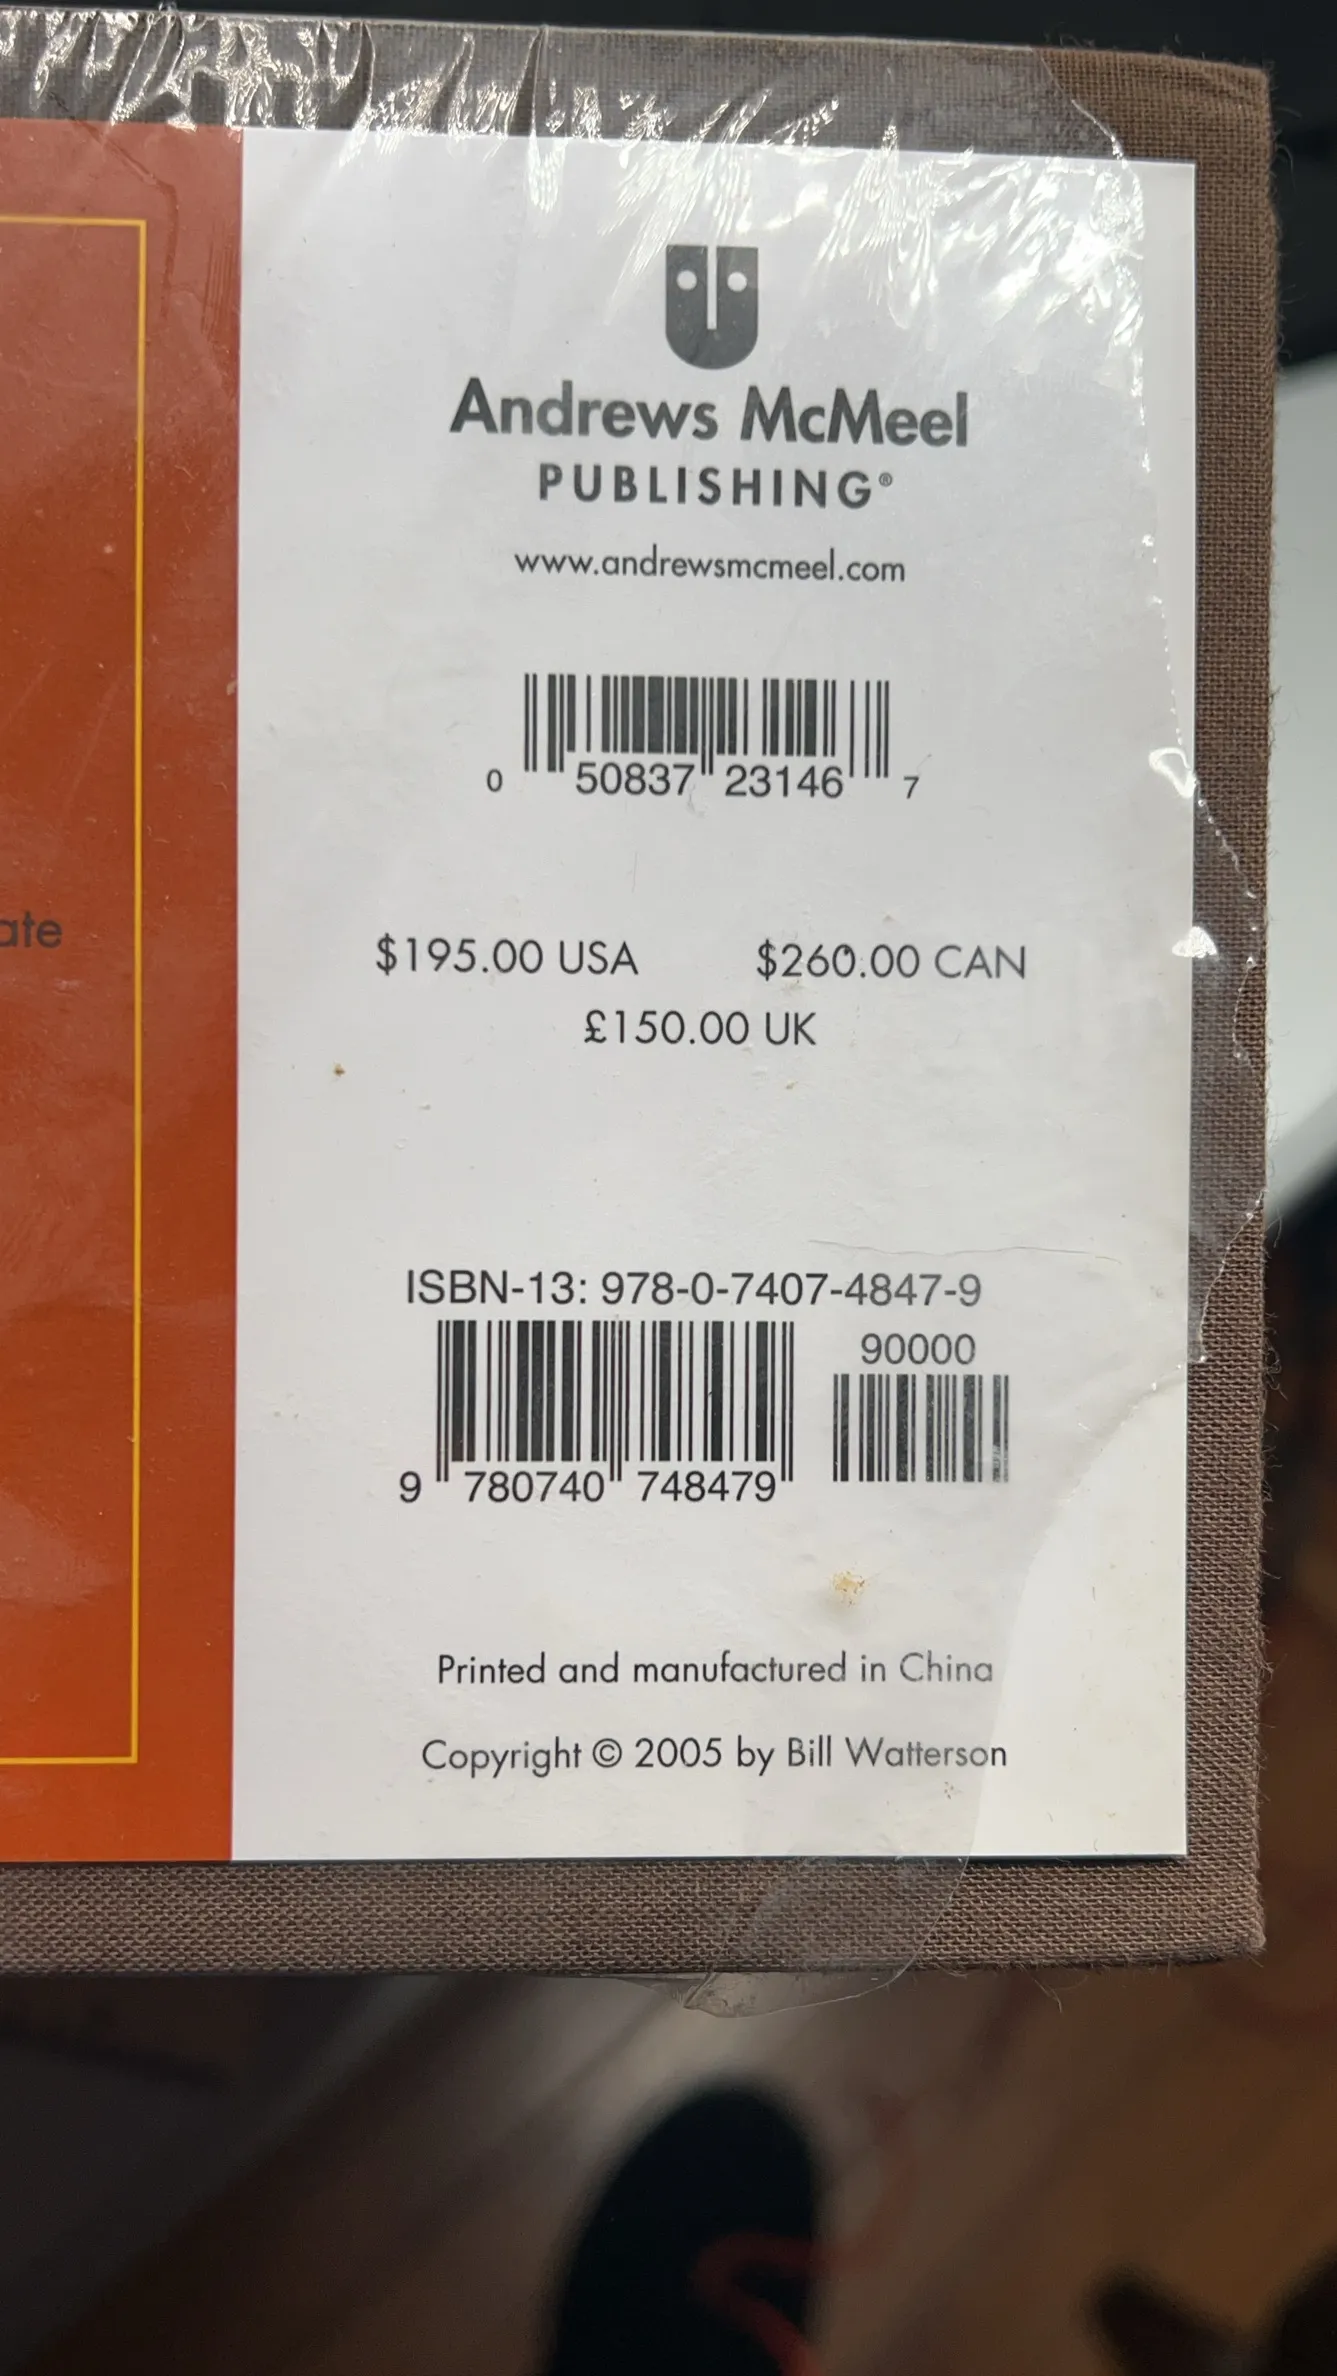 Andrews McMeel
PUBLISHING®
www.andrewsmcmeel.com
0 50837 23146 7
ate
$195.00 USA $260.00 CAN
£150.00 UK
ISBN-13: 978-0-7407-4847-9
90000
9 780740 748479
Printed and manufactured in China
Copyright © 2005 by Bill Watterson